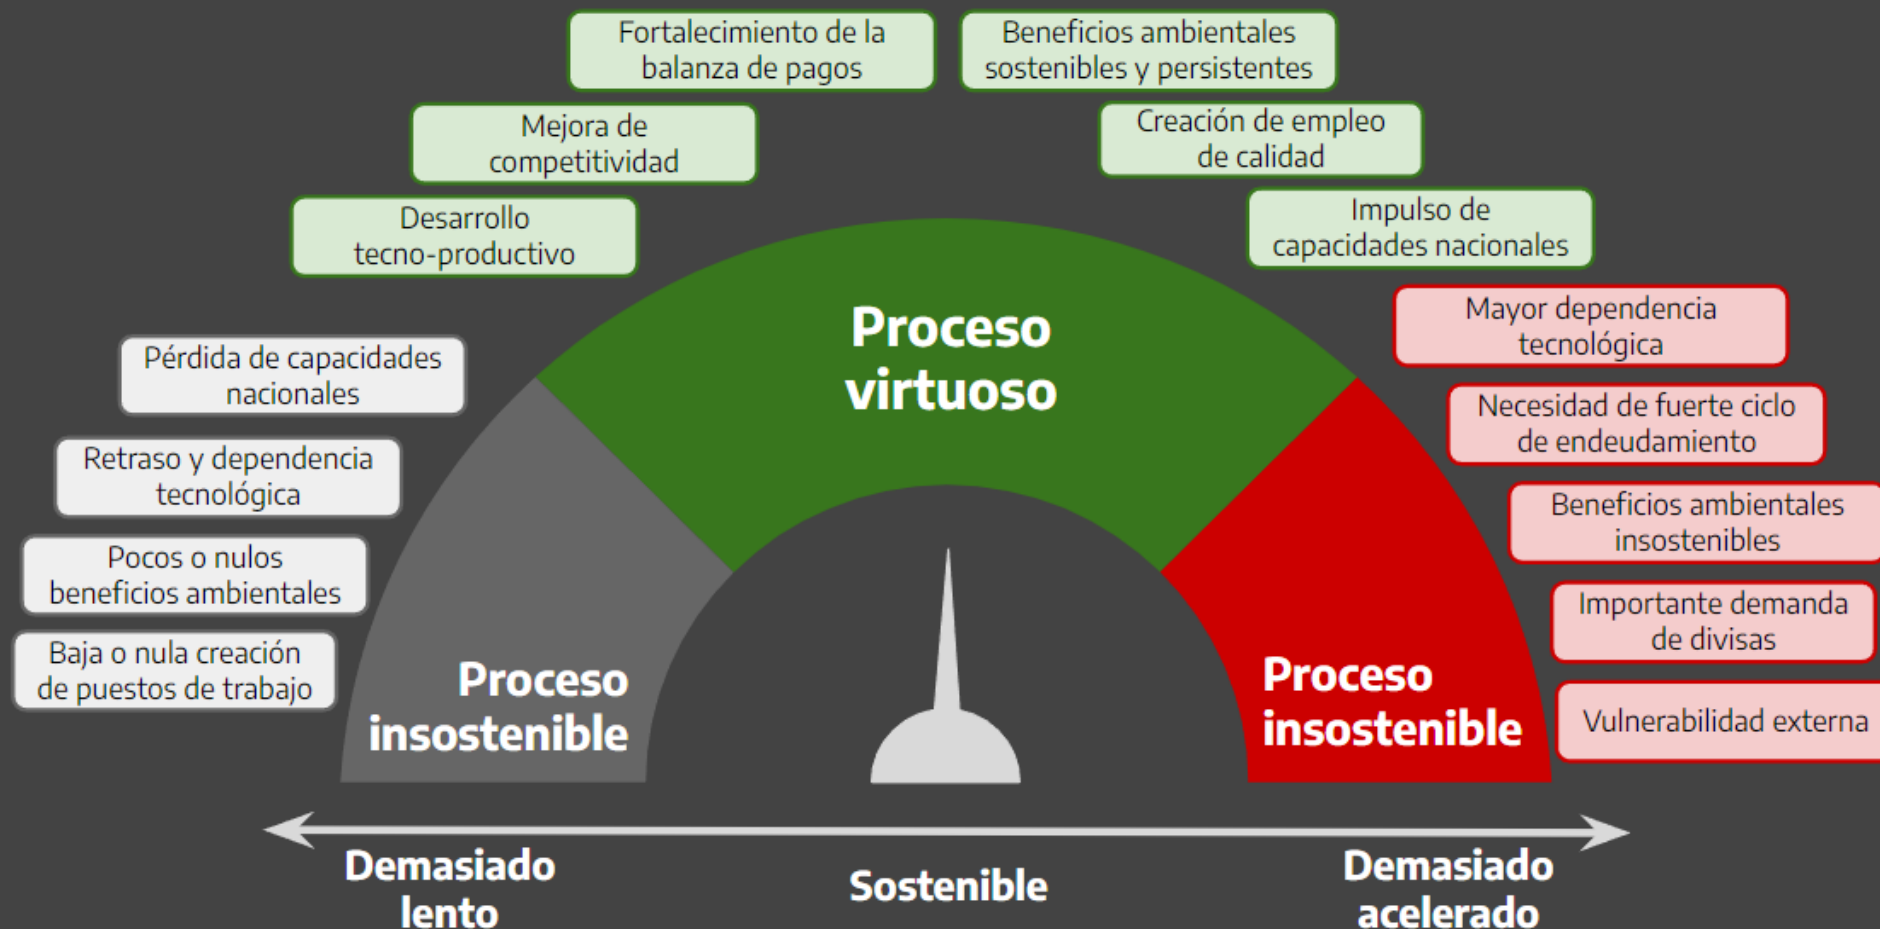 Fortalecimiento de la
balanza de pagos
Beneficios ambientales
sostenibles y persistentes
Mejora de
competitividad
Creación de empleo
de calidad
Desarrollo
tecno-productivo
Impulso de
capacidades nacionales
Pérdida de capacidades
nacionales
Retraso y dependencia
tecnológica
Pocos o nulos
beneficios ambientales
Baja o nula creación
de puestos de trabajo
Proceso
virtuoso
Mayor dependencia
tecnológica
Necesidad de fuerte ciclo
de endeudamiento
Beneficios ambientales
insostenibles
Importante demanda
de divisas
Vulnerabilidad externa
Proceso
insostenible
Proceso
insostenible
Demasiado
lento
Sostenible
Demasiado
acelerado